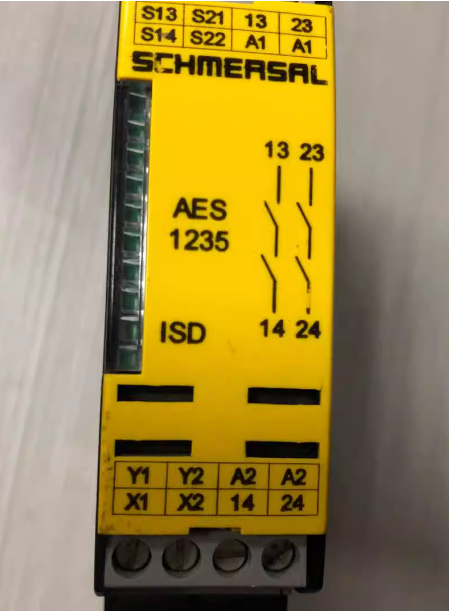 S13 S21 13 23
S14 S22 A1 A1
SCHMERSAL
13 23
AES
1235
ISD
14 24
Y1 Y2 A2 A2
X1 X2 14 24